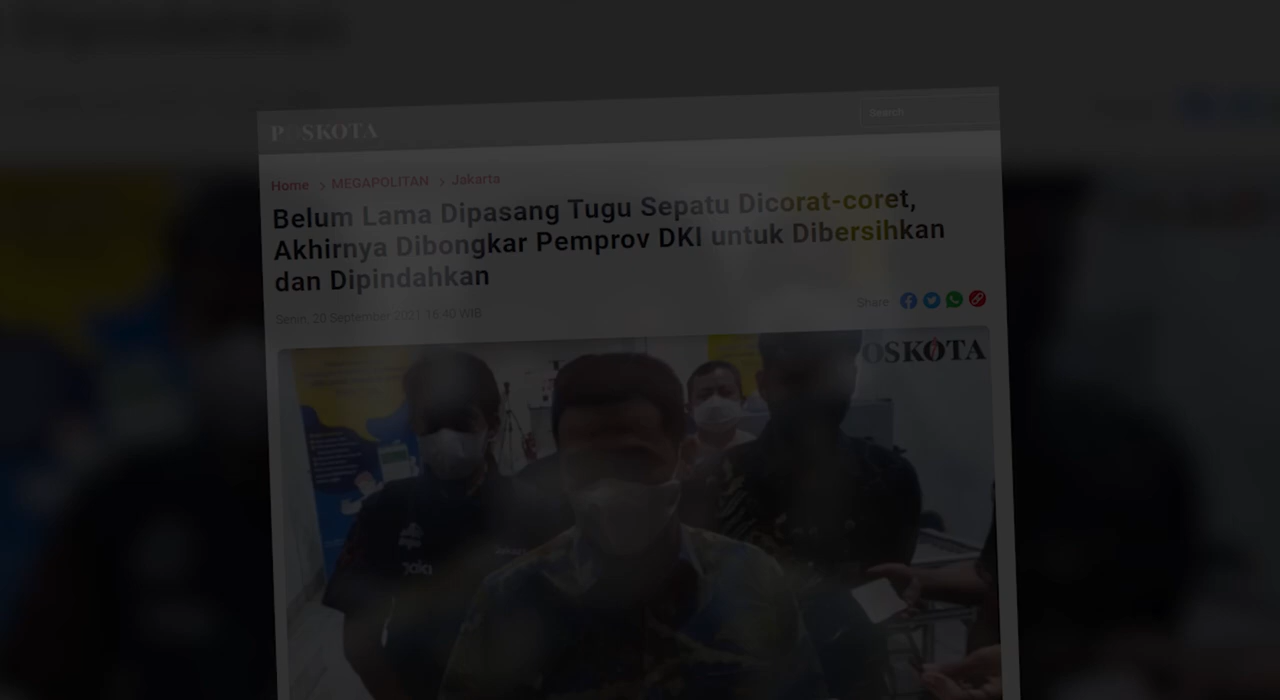 POSKOTA
Search
Home > MEGAPOLITAN > Jakarta
Belum Lama Dipasang Tugu Sepatu Dicorat-coret,
Akhirnya Dibongkar Pemprov DKI untuk Dibersihkan
dan Dipindahkan
Senin, 20 September 2021 16:40 WIB
Share
OSKOTA